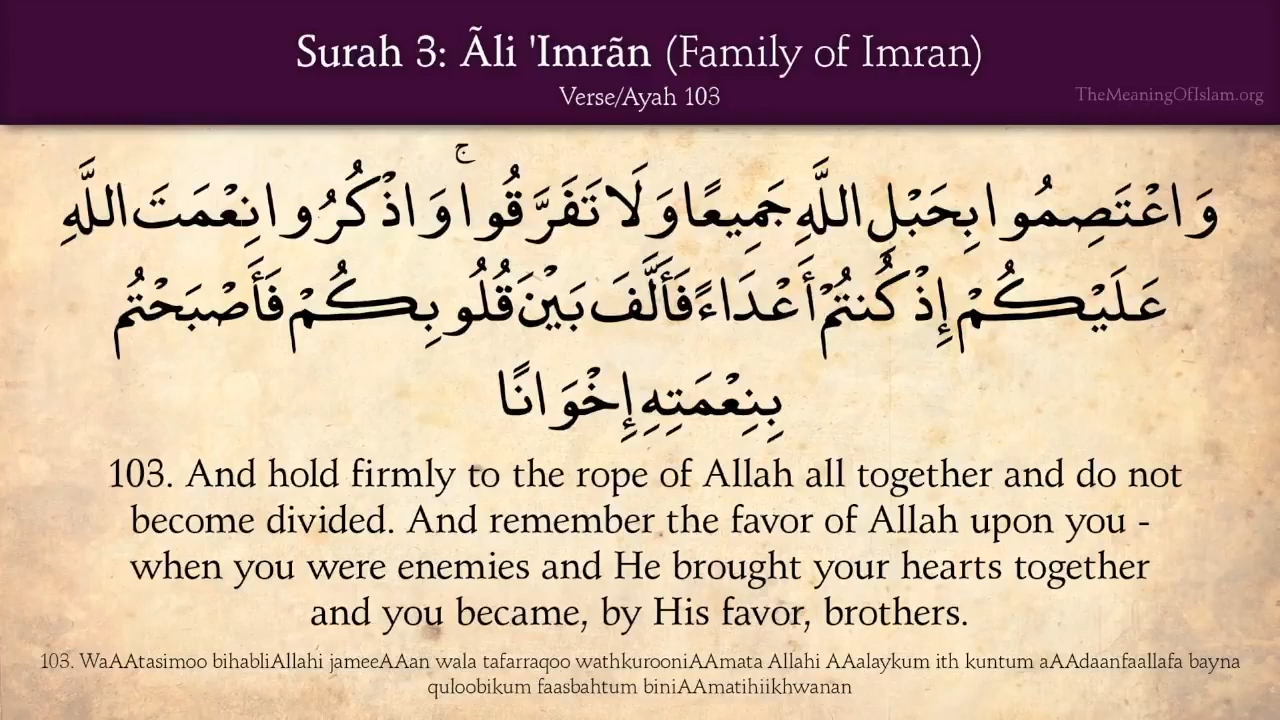 Surah 3: Ãli 'Imrãn (Family of Imran)
Verse/Ayah 103
TheMeaningOfIslam.org
وَاعْتَصِمُوا بِحَبْلِ اللَّهِ جَمِيعًا وَلَا تَفَرَّقُوا ۚ وَاذْكُرُوا نِعْمَتَ اللَّهِ
عَلَيْكُمْ إِذْ كُنتُمْ أَعْدَاءً فَأَلَّفَ بَيْنَ قُلُوبِكُمْ فَأَصْبَحْتُم
بِنِعْمَتِهِ إِخْوَانًا
103. And hold firmly to the rope of Allah all together and do not
become divided. And remember the favor of Allah upon you -
when you were enemies and He brought your hearts together
and you became, by His favor, brothers.
103. WaAAtasimoo bihabliAllahi jameeAAan wala tafarraqoo wathkurooniAAmata Allahi AAalaykum ith kuntum aAAdaanfaallafa bayna
quloobikum faasbahtum biniAAmatihiikhwanan